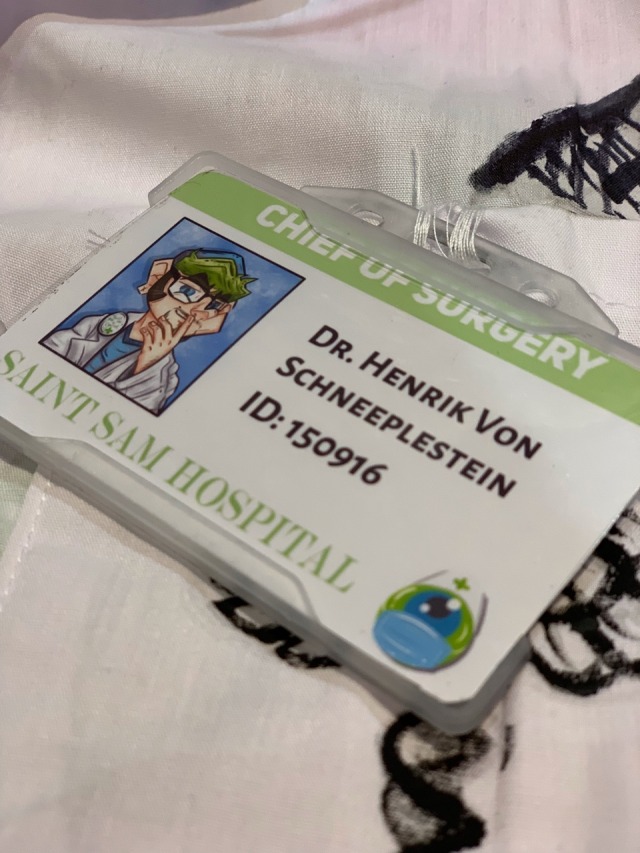 CHIEF OF SURGERY
DR. HENRIK VON
SCHNEEPLESTEIN
ID: 150916
SAINT SAM HOSPITAL